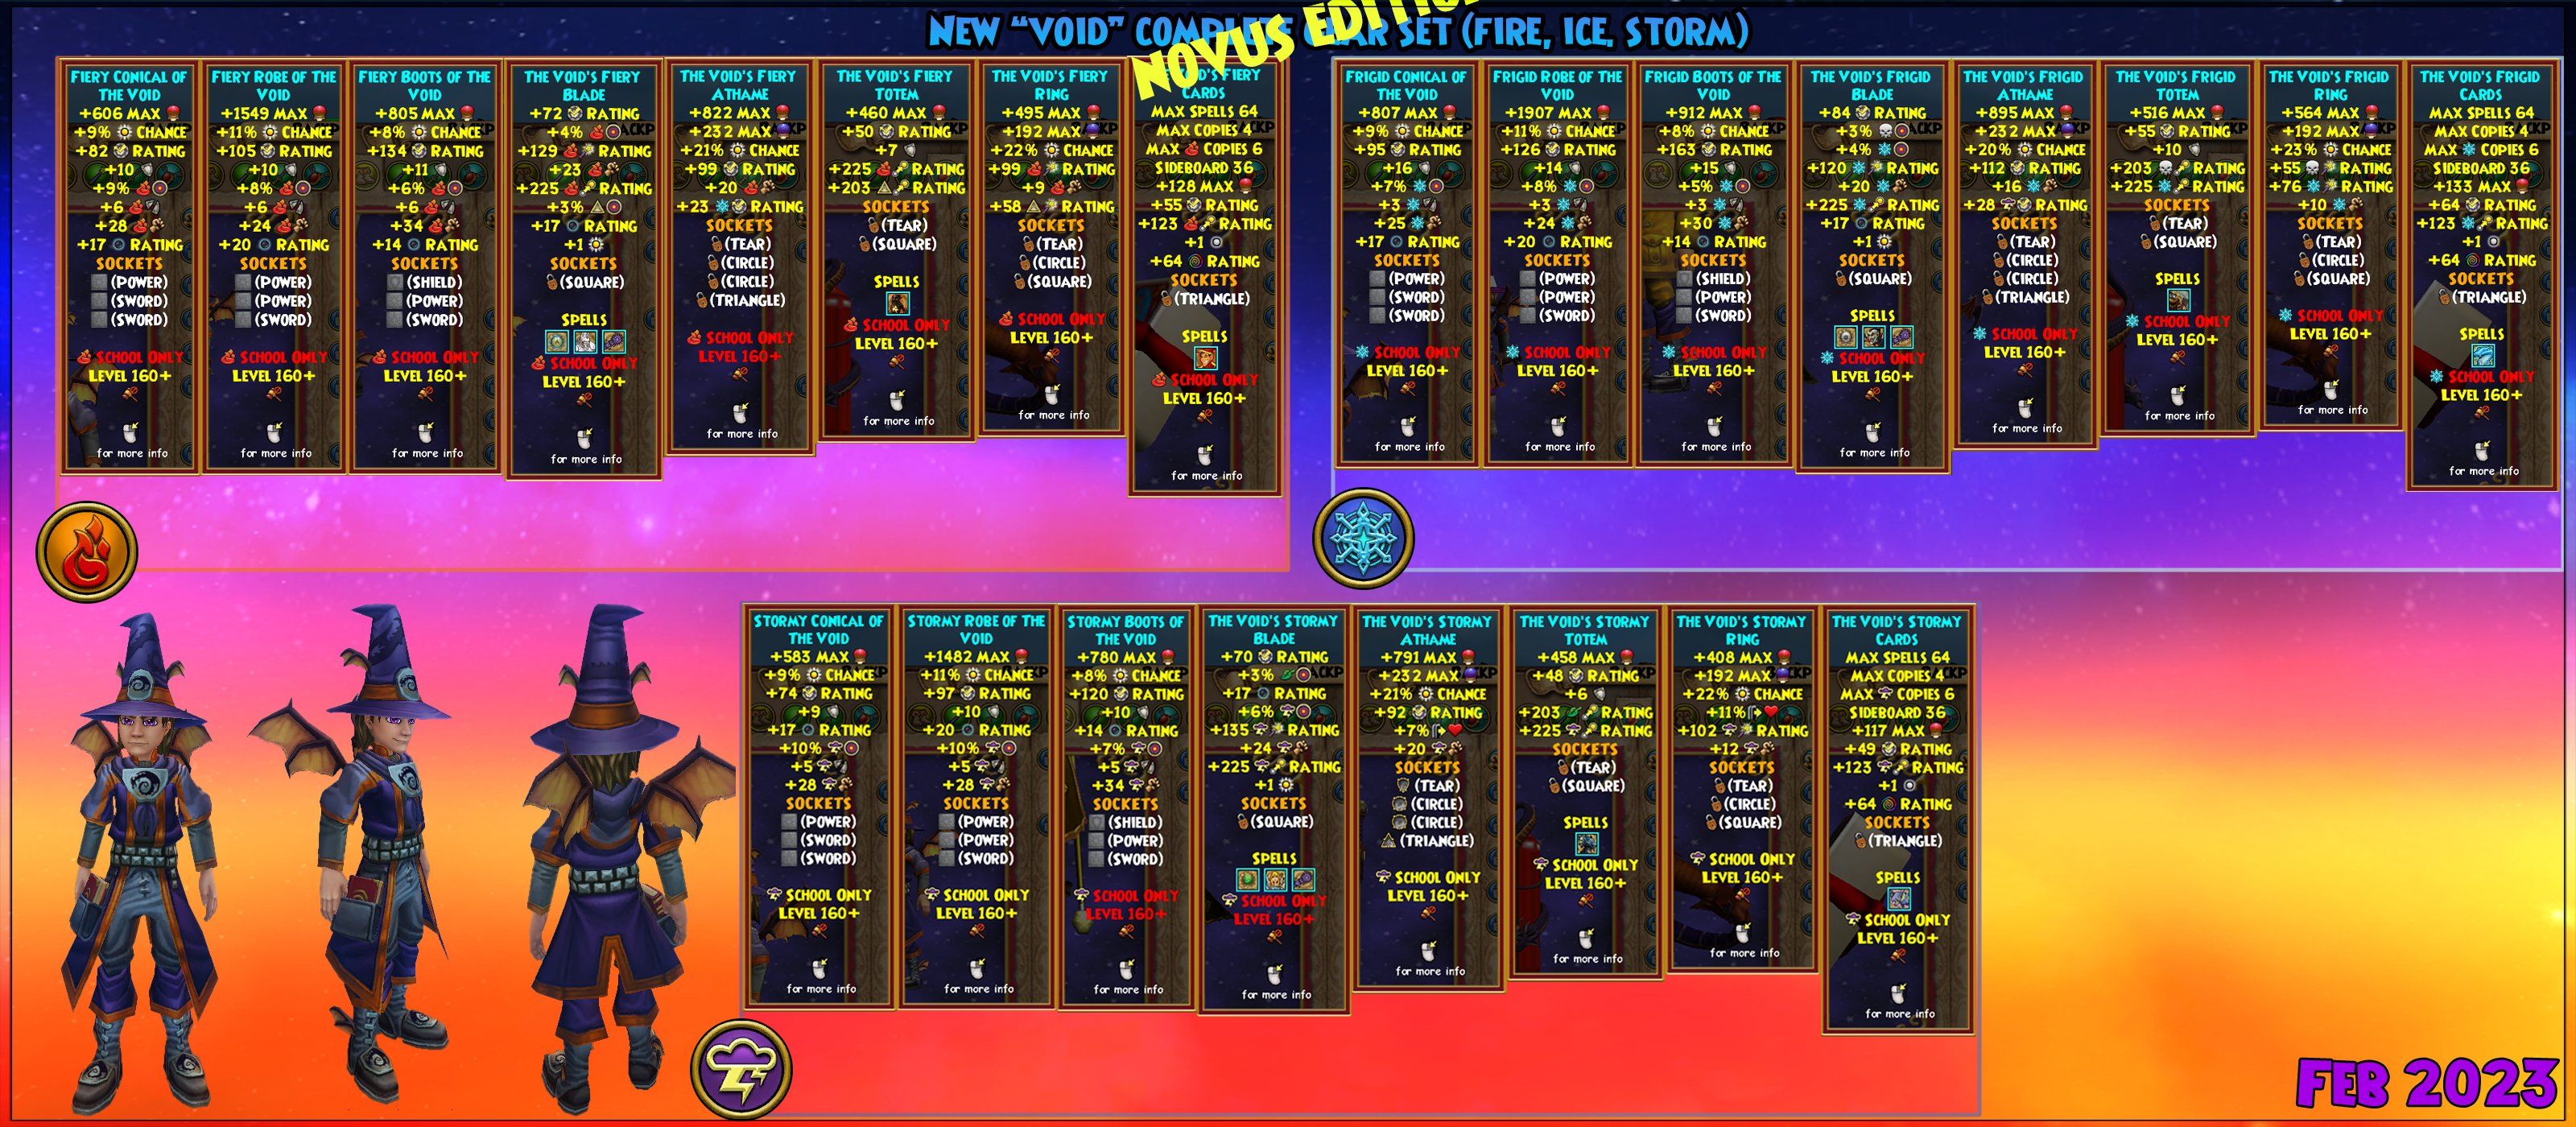 NEW “VOID” COMPLETE GEAR SET (FIRE, ICE, STORM)
NOVUS EDITION
FIERY CONICAL OF
THE VOID
+606 MAX
+9% CHANCE
+82 RATING
+10
+9%
+6
+28
+17 RATING
SOCKETS
(POWER)
(SWORD)
(SWORD)
SCHOOL ONLY
LEVEL 160+
for more info
FIERY ROBE OF THE
VOID
+1549 MAX
+11% CHANCE
+105 RATING
+10
+8%
+6
+24
+20 RATING
SOCKETS
(POWER)
(POWER)
(SWORD)
SCHOOL ONLY
LEVEL 160+
for more info
FIERY BOOTS OF THE
VOID
+805 MAX
+8% CHANCE
+134 RATING
+11
+6%
+6
+34
+14 RATING
SOCKETS
(SHIELD)
(POWER)
(SWORD)
SCHOOL ONLY
LEVEL 160+
for more info
THE VOID'S FIERY
BLADE
+72 RATING
+4%
+129 RATING
+23
+225 RATING
+3%
+17 RATING
+1
SOCKETS
(SQUARE)
SPELLS
SCHOOL ONLY
LEVEL 160+
for more info
THE VOID'S FIERY
ATHAME
+822 MAX
+232 MAX
+21% CHANCE
+99 RATING
+20
+23 RATING
SOCKETS
(TEAR)
(CIRCLE)
(CIRCLE)
(TRIANGLE)
SCHOOL ONLY
LEVEL 160+
for more info
THE VOID'S FIERY
TOTEM
+460 MAX
+50 RATING
+7
+225 RATING
+203 RATING
SOCKETS
(TEAR)
(SQUARE)
SPELLS
SCHOOL ONLY
LEVEL 160+
for more info
THE VOID'S FIERY
RING
+495 MAX
+192 MAX
+22% CHANCE
+99 RATING
+9
+58 RATING
SOCKETS
(TEAR)
(CIRCLE)
(SQUARE)
SCHOOL ONLY
LEVEL 160+
for more info
VOID'S FIERY
CARDS
MAX SPELLS 64
MAX COPIES 4
MAX COPIES 6
SIDEBOARD 36
+128 MAX
+55 RATING
+123 RATING
+1
+64 RATING
SOCKETS
(TRIANGLE)
SPELLS
SCHOOL ONLY
LEVEL 160+
for more info
FRIGID CONICAL OF
THE VOID
+807 MAX
+9% CHANCE
+95 RATING
+16
+7%
+3
+25
+17 RATING
SOCKETS
(POWER)
(SWORD)
(SWORD)
SCHOOL ONLY
LEVEL 160+
for more info
FRIGID ROBE OF THE
VOID
+1907 MAX
+11% CHANCE
+126 RATING
+14
+8%
+3
+24
+20 RATING
SOCKETS
(POWER)
(POWER)
(SWORD)
SCHOOL ONLY
LEVEL 160+
for more info
FRIGID BOOTS OF THE
VOID
+912 MAX
+8% CHANCE
+163 RATING
+15
+5%
+3
+30
+14 RATING
SOCKETS
(SHIELD)
(POWER)
(SWORD)
SCHOOL ONLY
LEVEL 160+
for more info
THE VOID'S FRIGID
BLADE
+84 RATING
+3%
+4%
+120 RATING
+20
+225 RATING
+17 RATING
+1
SOCKETS
(SQUARE)
SPELLS
SCHOOL ONLY
LEVEL 160+
for more info
THE VOID'S FRIGID
ATHAME
+895 MAX
+232 MAX
+20% CHANCE
+112 RATING
+16
+28 RATING
SOCKETS
(TEAR)
(CIRCLE)
(CIRCLE)
(TRIANGLE)
SCHOOL ONLY
LEVEL 160+
for more info
THE VOID'S FRIGID
TOTEM
+516 MAX
+55 RATING
+10
+203 RATING
+225 RATING
SOCKETS
(TEAR)
(SQUARE)
SPELLS
SCHOOL ONLY
LEVEL 160+
for more info
THE VOID'S FRIGID
RING
+564 MAX
+192 MAX
+23% CHANCE
+55 RATING
+76 RATING
+10
SOCKETS
(TEAR)
(CIRCLE)
(SQUARE)
SCHOOL ONLY
LEVEL 160+
for more info
THE VOID'S FRIGID
CARDS
MAX SPELLS 64
MAX COPIES 4
MAX COPIES 6
SIDEBOARD 36
+133 MAX
+64 RATING
+123 RATING
+1
+64 RATING
SOCKETS
(TRIANGLE)
SPELLS
SCHOOL ONLY
LEVEL 160+
for more info
STORMY CONICAL OF
THE VOID
+583 MAX
+9% CHANCE
+74 RATING
+9
+17 RATING
+10%
+5
+28
SOCKETS
(POWER)
(SWORD)
(SWORD)
SCHOOL ONLY
LEVEL 160+
for more info
STORMY ROBE OF THE
VOID
+1482 MAX
+11% CHANCE
+97 RATING
+10
+20 RATING
+10%
+5
+28
SOCKETS
(POWER)
(POWER)
(SWORD)
SCHOOL ONLY
LEVEL 160+
for more info
STORMY BOOTS OF
THE VOID
+780 MAX
+8% CHANCE
+120 RATING
+10
+14 RATING
+7%
+5
+34
SOCKETS
(SHIELD)
(POWER)
(SWORD)
SCHOOL ONLY
LEVEL 160+
for more info
THE VOID'S STORMY
BLADE
+70 RATING
+3%
+17 RATING
+6%
+135 RATING
+24
+225 RATING
+1
SOCKETS
(SQUARE)
SPELLS
SCHOOL ONLY
LEVEL 160+
for more info
THE VOID'S STORMY
ATHAME
+791 MAX
+232 MAX
+21% CHANCE
+92 RATING
+7%
+20
SOCKETS
(TEAR)
(CIRCLE)
(CIRCLE)
(TRIANGLE)
SCHOOL ONLY
LEVEL 160+
for more info
THE VOID'S STORMY
TOTEM
+458 MAX
+48 RATING
+6
+203 RATING
+225 RATING
SOCKETS
(TEAR)
(SQUARE)
SPELLS
SCHOOL ONLY
LEVEL 160+
for more info
THE VOID'S STORMY
RING
+408 MAX
+192 MAX
+22% CHANCE
+11%
+102 RATING
+12
SOCKETS
(TEAR)
(CIRCLE)
(SQUARE)
SCHOOL ONLY
LEVEL 160+
for more info
THE VOID'S STORMY
CARDS
MAX SPELLS 64
MAX COPIES 4
MAX COPIES 6
SIDEBOARD 36
+117 MAX
+49 RATING
+123 RATING
+1
+64 RATING
SOCKETS
(TRIANGLE)
SPELLS
SCHOOL ONLY
LEVEL 160+
for more info
FEB 2023